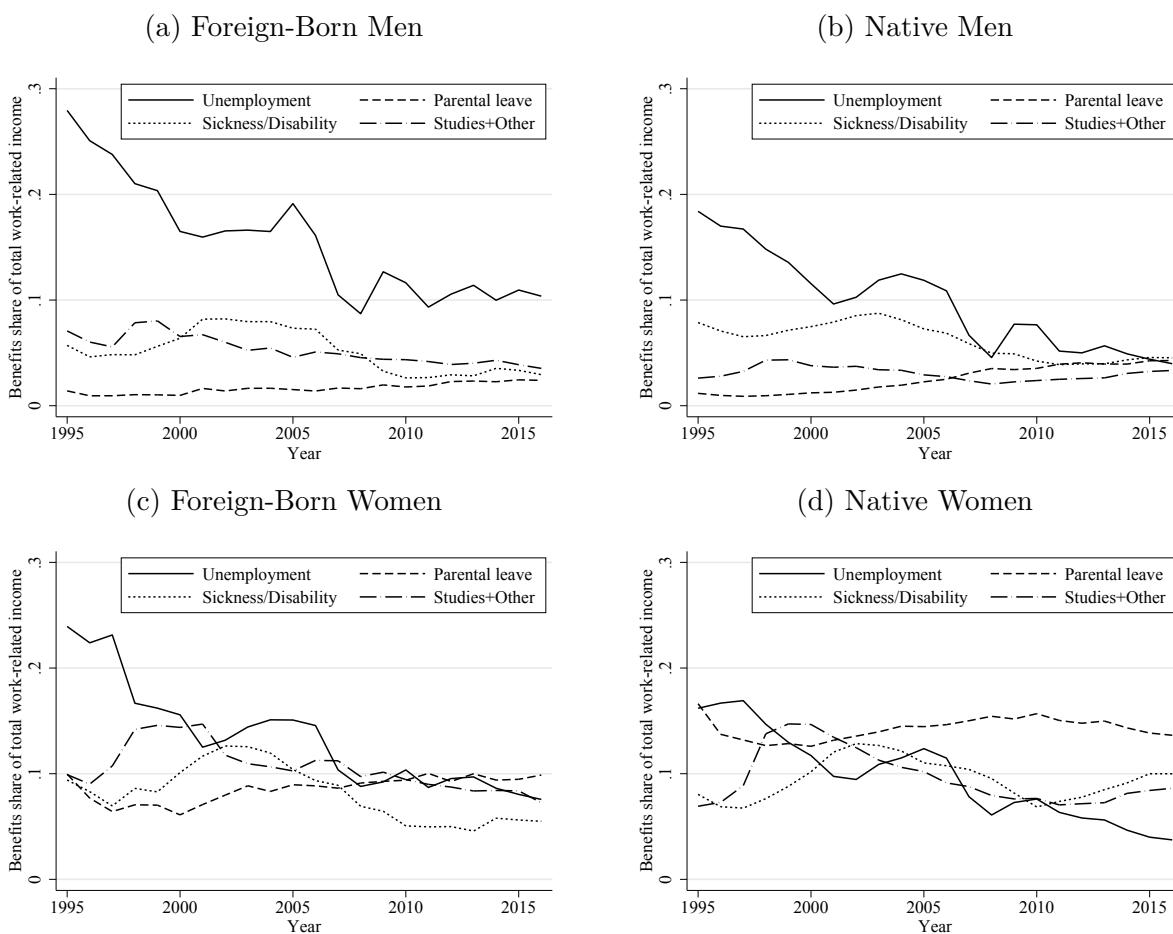 (a) Foreign-Born Men
Benefits share of total work-related income
.3
.2
.1
0
Unemployment Parental leave
Sickness/Disability Studies+Other
1995 2000 2005 2010 2015
Year
(b) Native Men
Benefits share of total work-related income
.3
.2
.1
0
Unemployment Parental leave
Sickness/Disability Studies+Other
1995 2000 2005 2010 2015
Year
(c) Foreign-Born Women
Benefits share of total work-related income
.3
.2
.1
0
Unemployment Parental leave
Sickness/Disability Studies+Other
1995 2000 2005 2010 2015
Year
(d) Native Women
Benefits share of total work-related income
.3
.2
.1
0
Unemployment Parental leave
Sickness/Disability Studies+Other
1995 2000 2005 2010 2015
Year